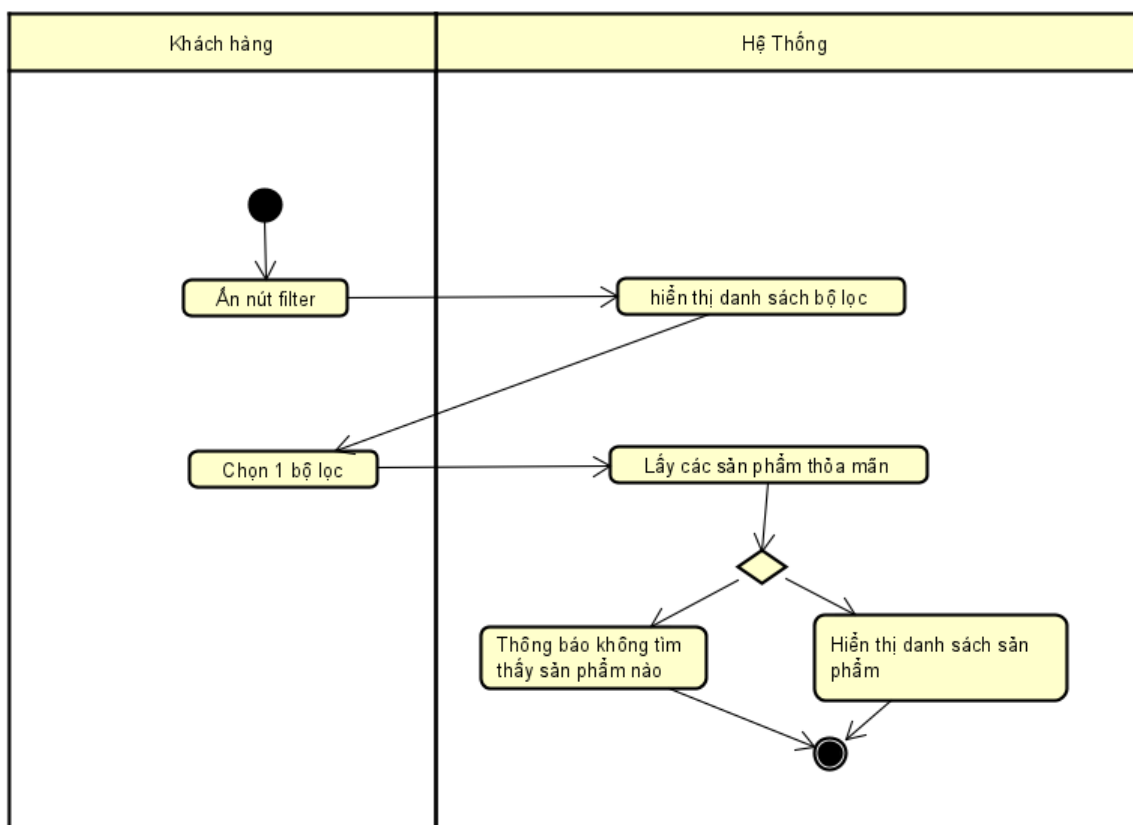 Khách hàng
Hệ Thống
Ấn nút filter
hiển thị danh sách bộ lọc
Chọn 1 bộ lọc
Lấy các sản phẩm thỏa mãn
Thông báo không tìm
thấy sản phẩm nào
Hiển thị danh sách sản
phẩm